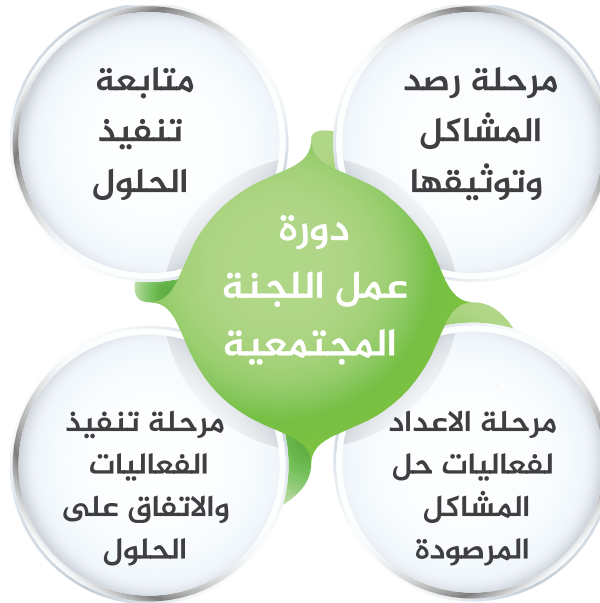 مرحلة رصد
المشاكل
وتوثيقها
متابعة
تنفيذ
الحلول
دورة
عمل اللجنة
المجتمعية
مرحلة الاعداد
لفعاليات حل
المشاكل
المرصودة
مرحلة تنفيذ
الفعاليات
والاتفاق على
الحلول